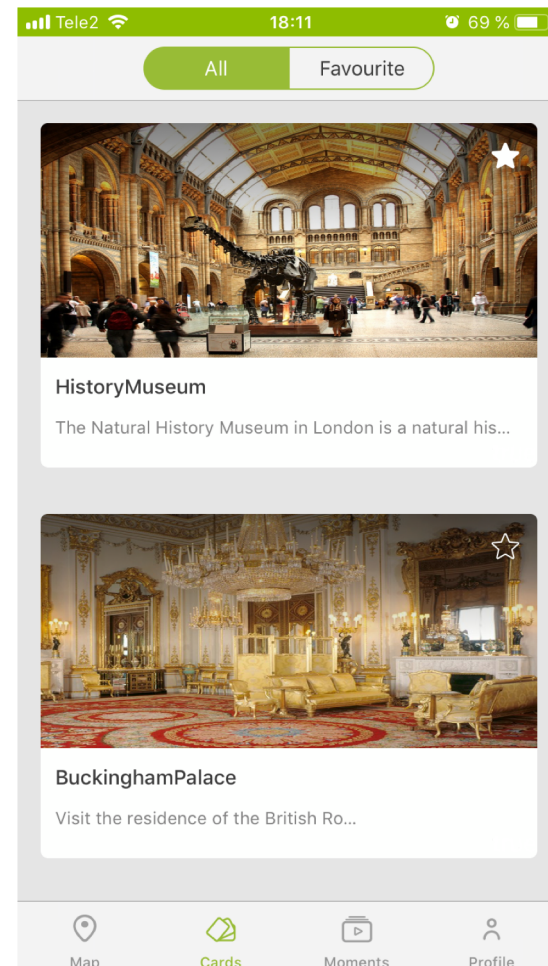 Tele2 18:11 69 %
All Favourite
HistoryMuseum
The Natural History Museum in London is a natural his...
BuckinghamPalace
Visit the residence of the British Ro...
Map Cards Moments Profile